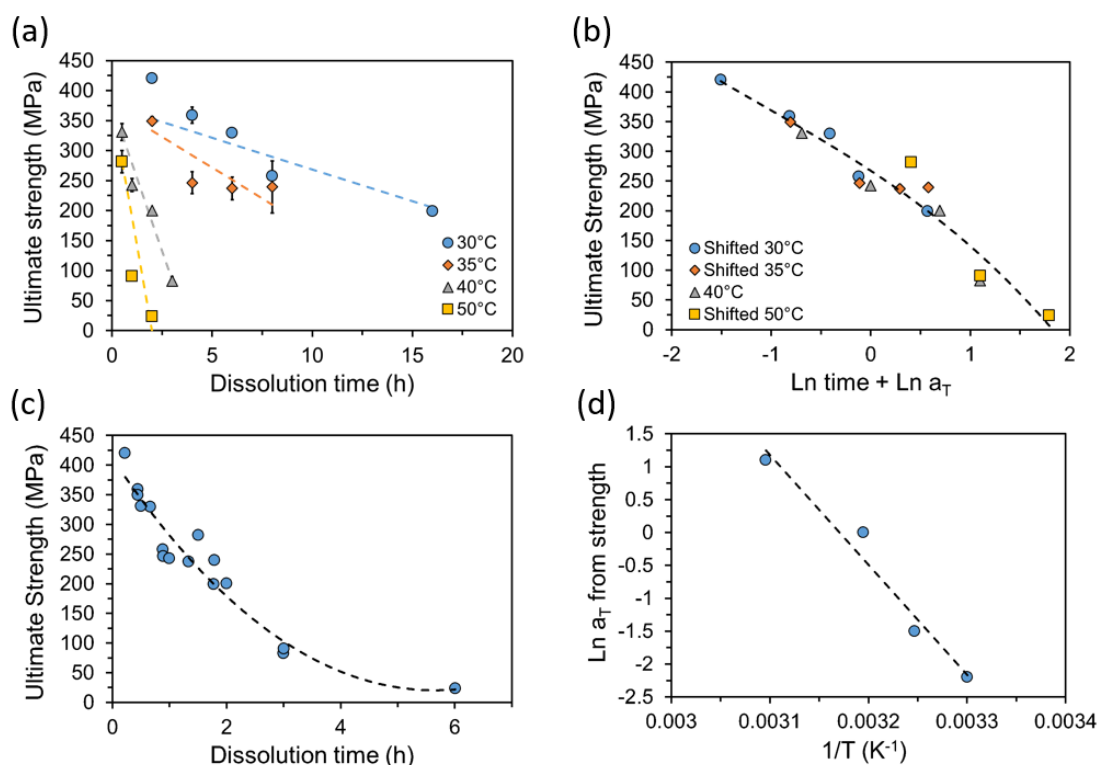 (a)
450
400
350
300
250
200
150
100
50
0
Ultimate strength (MPa)
0 5 10 15 20
Dissolution time (h)
30°C
35°C
40°C
50°C
(b)
450
400
350
300
250
200
150
100
50
0
Ultimate Strength (MPa)
Shifted 30°C
Shifted 35°C
40°C
Shifted 50°C
-2 -1 0 1 2
Ln time + Ln aT
(c)
450
400
350
300
250
200
150
100
50
0
Ultimate Strength (MPa)
0 2 4 6
Dissolution time (h)
(d)
1.5
1
0.5
0
-0.5
-1
-1.5
-2
-2.5
Ln aT from strength
0.003 0.0031 0.0032 0.0033 0.0034
1/T (K-1)